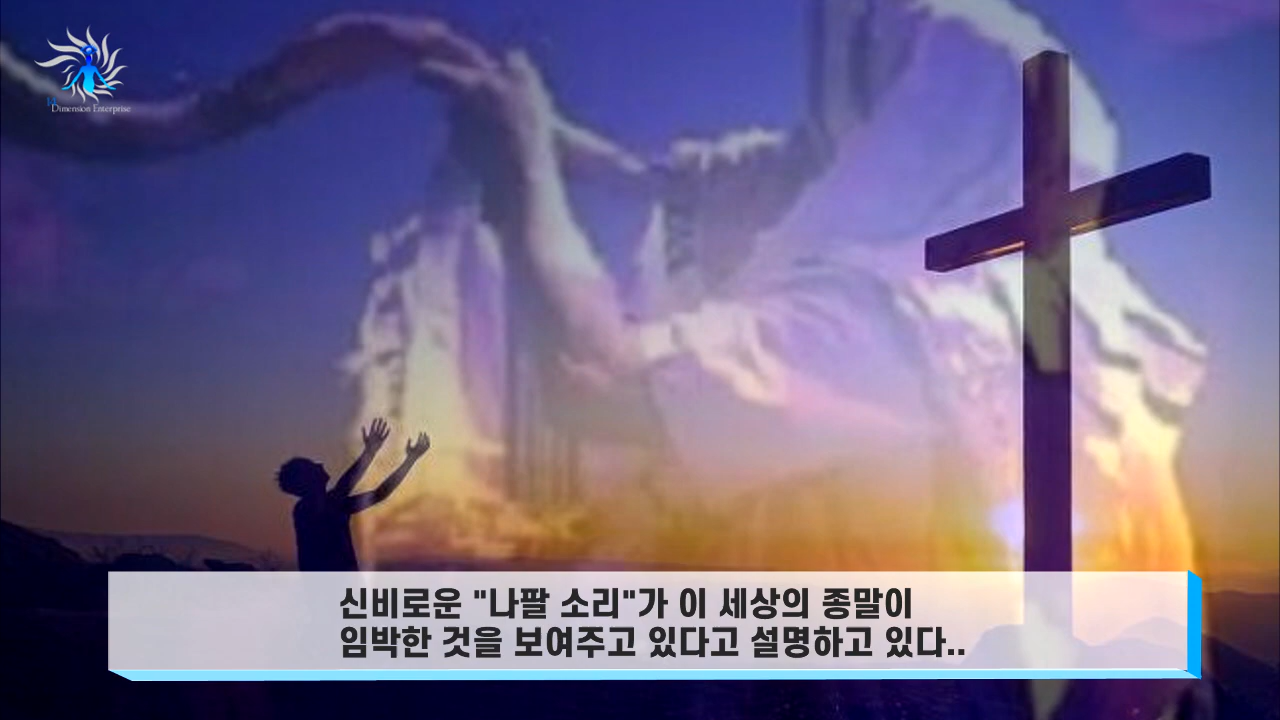 Dimension Enterprise
신비로운 "나팔 소리"가 이 세상의 종말이
임박한 것을 보여주고 있다고 설명하고 있다..